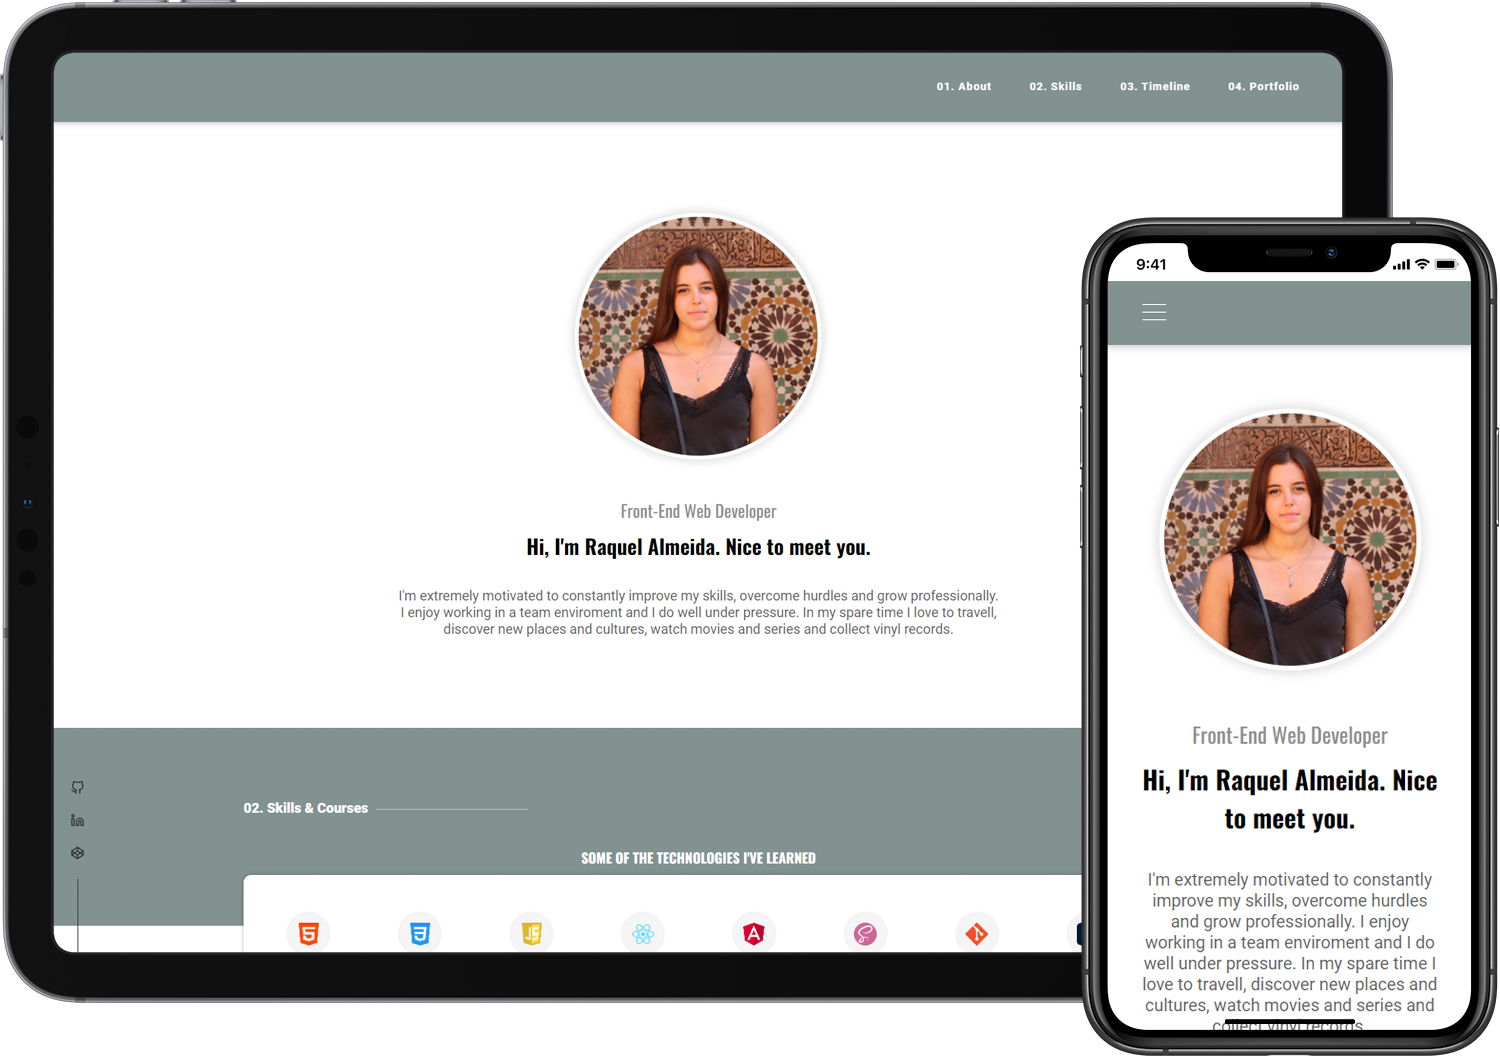 01. About
02. Skills
03. Timeline
04. Portfolio
Front-End Web Developer
Hi, I'm Raquel Almeida. Nice to meet you.
I'm extremely motivated to constantly improve my skills, overcome hurdles and grow professionally.
I enjoy working in a team enviroment and I do well under pressure. In my spare time I love to travell,
discover new places and cultures, watch movies and series and collect vinyl records.
02. Skills & Courses
SOME OF THE TECHNOLOGIES I'VE LEARNED
5
3
JS
A
9:41
Front-End Web Developer
Hi, I'm Raquel Almeida. Nice
to meet you.
I'm extremely motivated to constantly
improve my skills, overcome hurdles
and grow professionally. I enjoy
working in a team enviroment and I do
well under pressure. In my spare time I
love to travell, discover new places and
cultures, watch movies and series and
collect vinyl records.